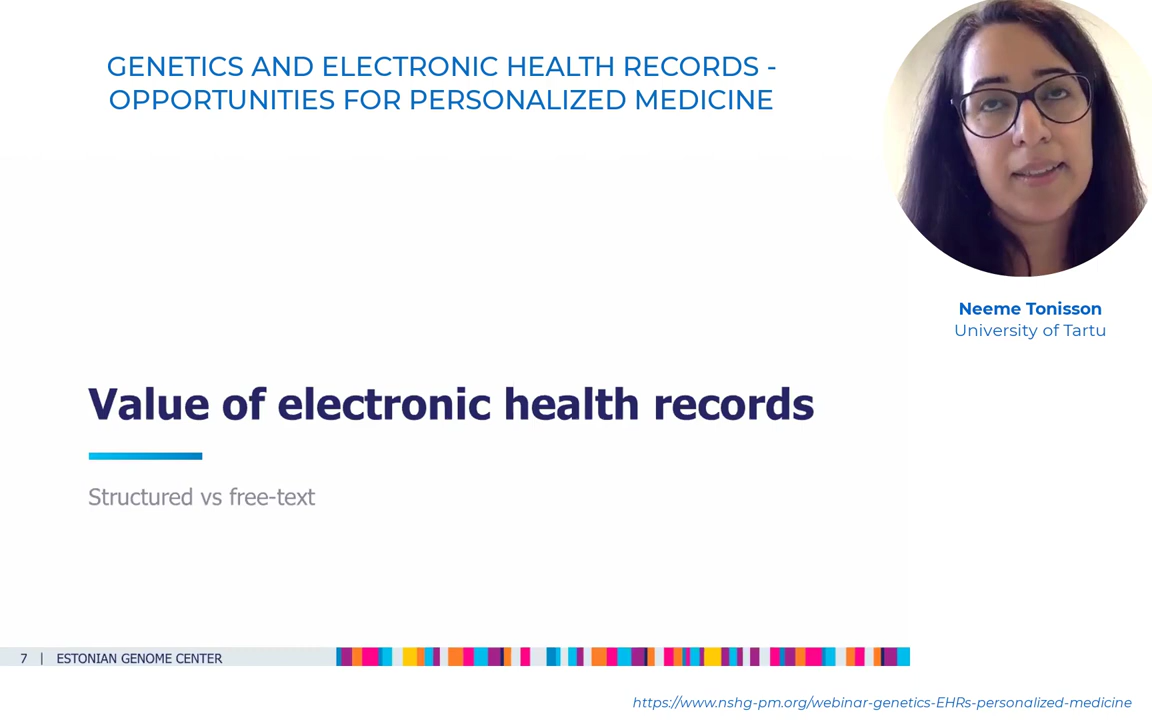 GENETICS AND ELECTRONIC HEALTH RECORDS -
OPPORTUNITIES FOR PERSONALIZED MEDICINE
Neeme Tonisson
University of Tartu
Value of electronic health records
Structured vs free-text
7 | ESTONIAN GENOME CENTER
https://www.nshg-pm.org/webinar-genetics-EHRs-personalized-medicine